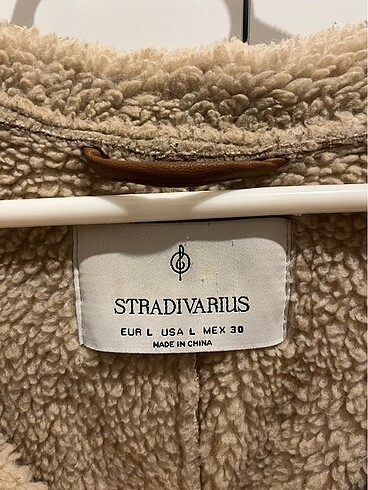 STRADIVARIUS
EUR L USA L MEX 30
MADE IN CHINA